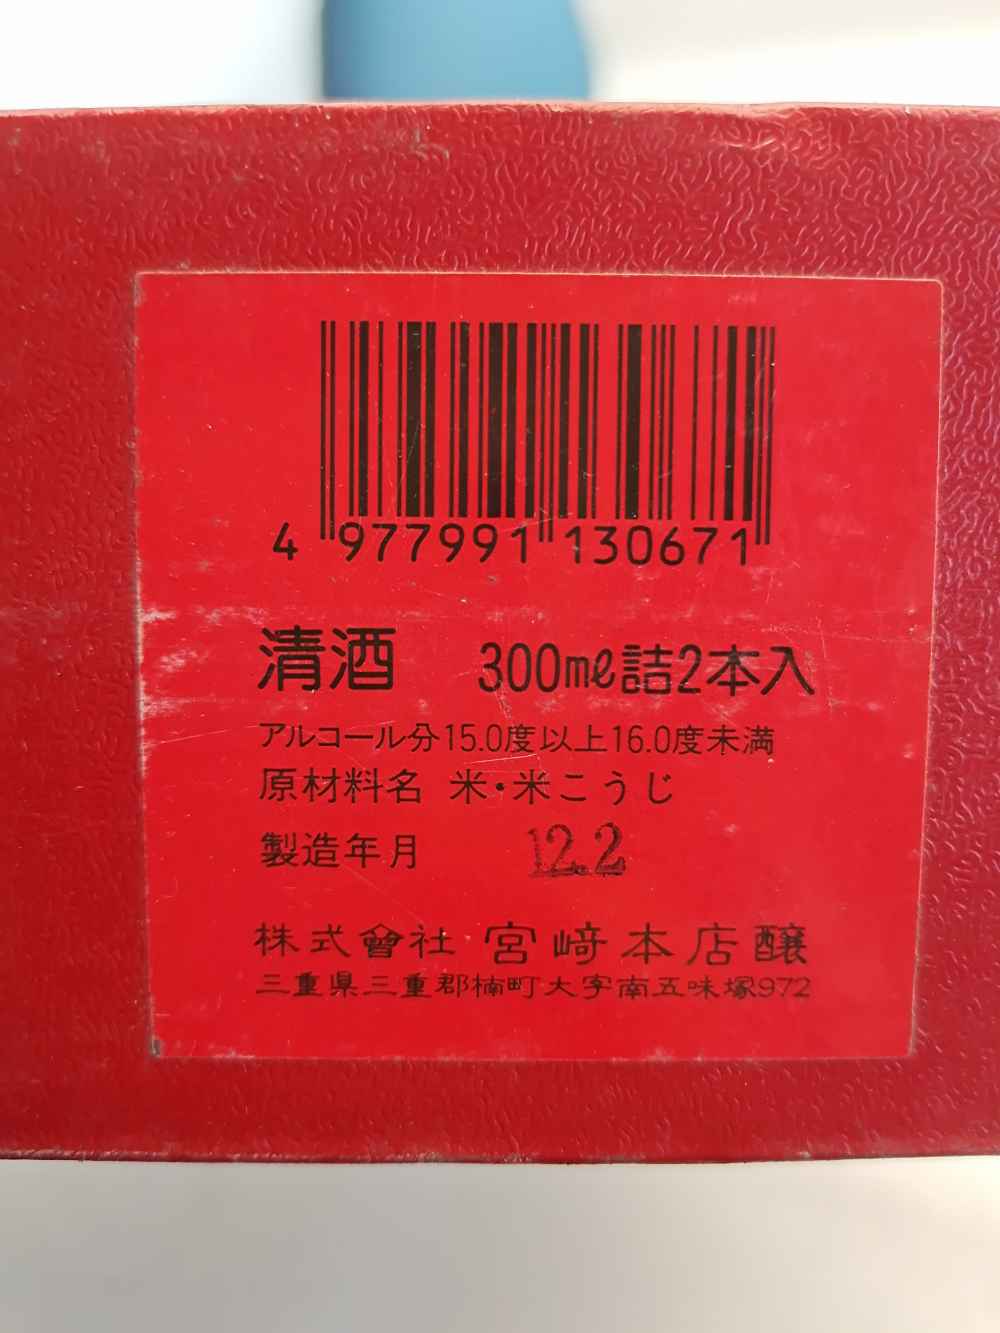 4 977991 130671
清酒 300mℓ詰2本入
アルコール分15.0度以上16.0度未満
原材料名 米・米こうじ
製造年月 12.2
株式會社 宮﨑本店醸
三重県三重郡楠町大字南五味塚972